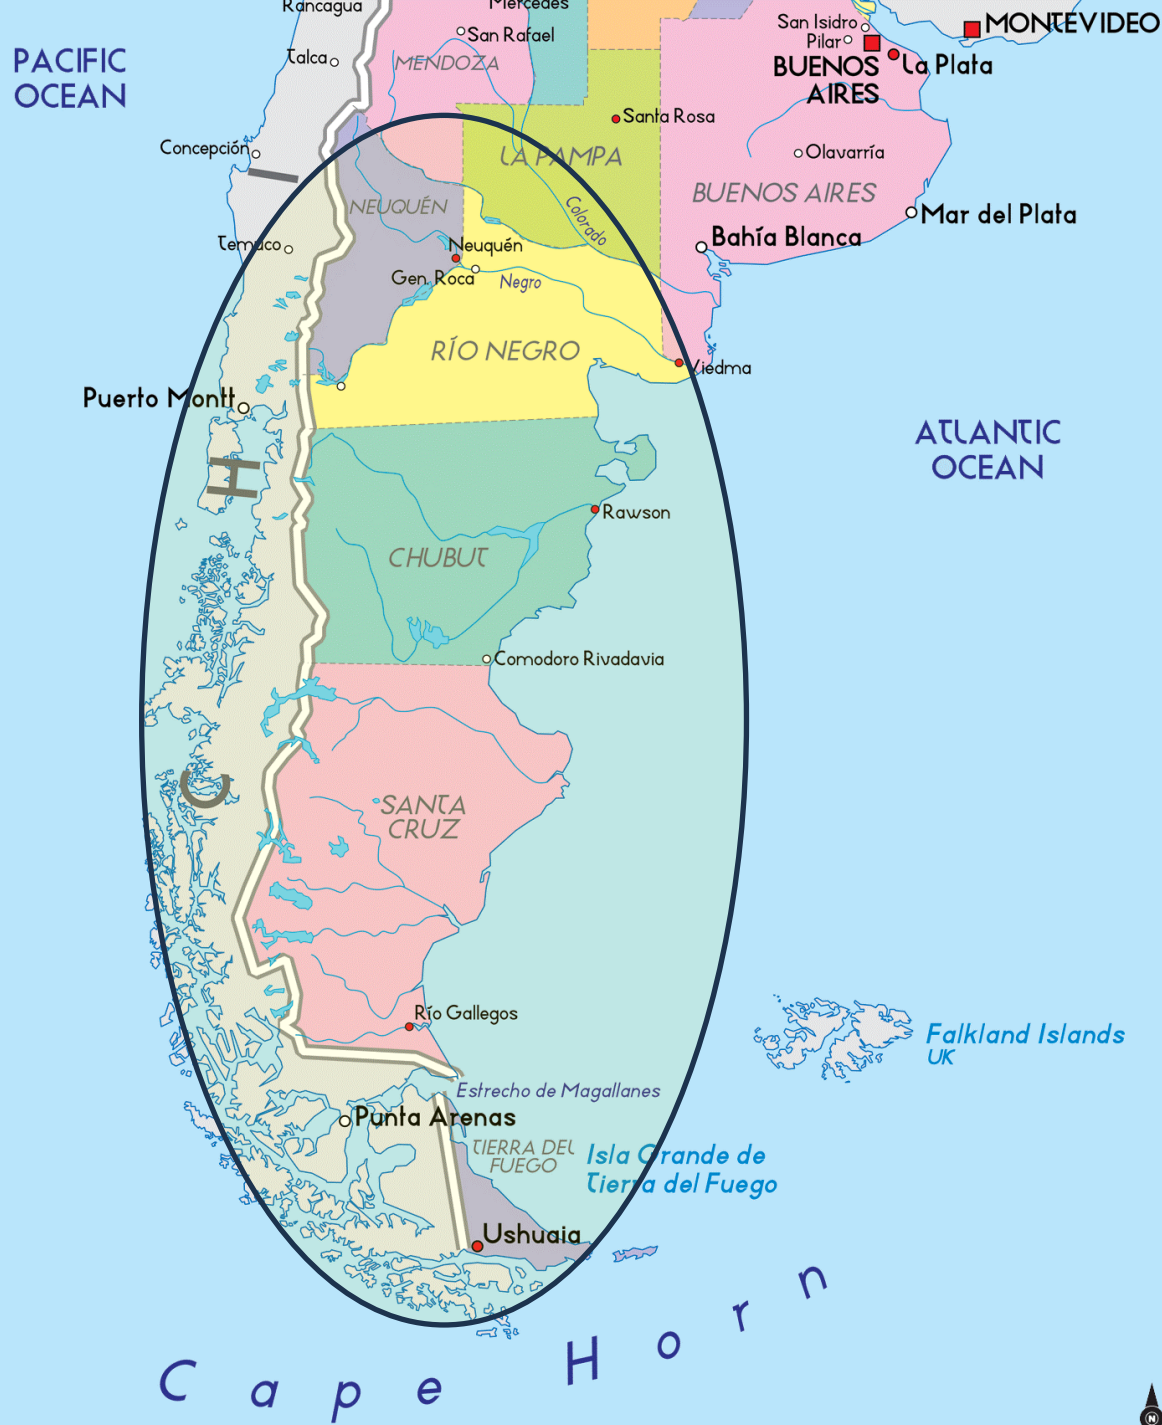 Rancagua
Mercedes
San Rafael
San Isidro
Pilar
MONTEVIDEO
PACIFIC
OCEAN
Talca
MENDOZA
BUENOS
AIRES
La Plata
Santa Rosa
Concepción
LA PAMPA
Olavarría
BUENOS AIRES
NEUQUÉN
Colorado
Mar del Plata
Temuco
Neuquén
Bahía Blanca
Gen. Roca
Negro
RÍO NEGRO
Viedma
Puerto Montt
ATLANTIC
OCEAN
I
H
C
Rawson
CHUBUT
Comodoro Rivadavia
SANTA
CRUZ
Río Gallegos
Falkland Islands
UK
Estrecho de Magallanes
Punta Arenas
TIERRA DEL
FUEGO
Isla Grande de
Tierra del Fuego
Ushuaia
Cape Horn
N